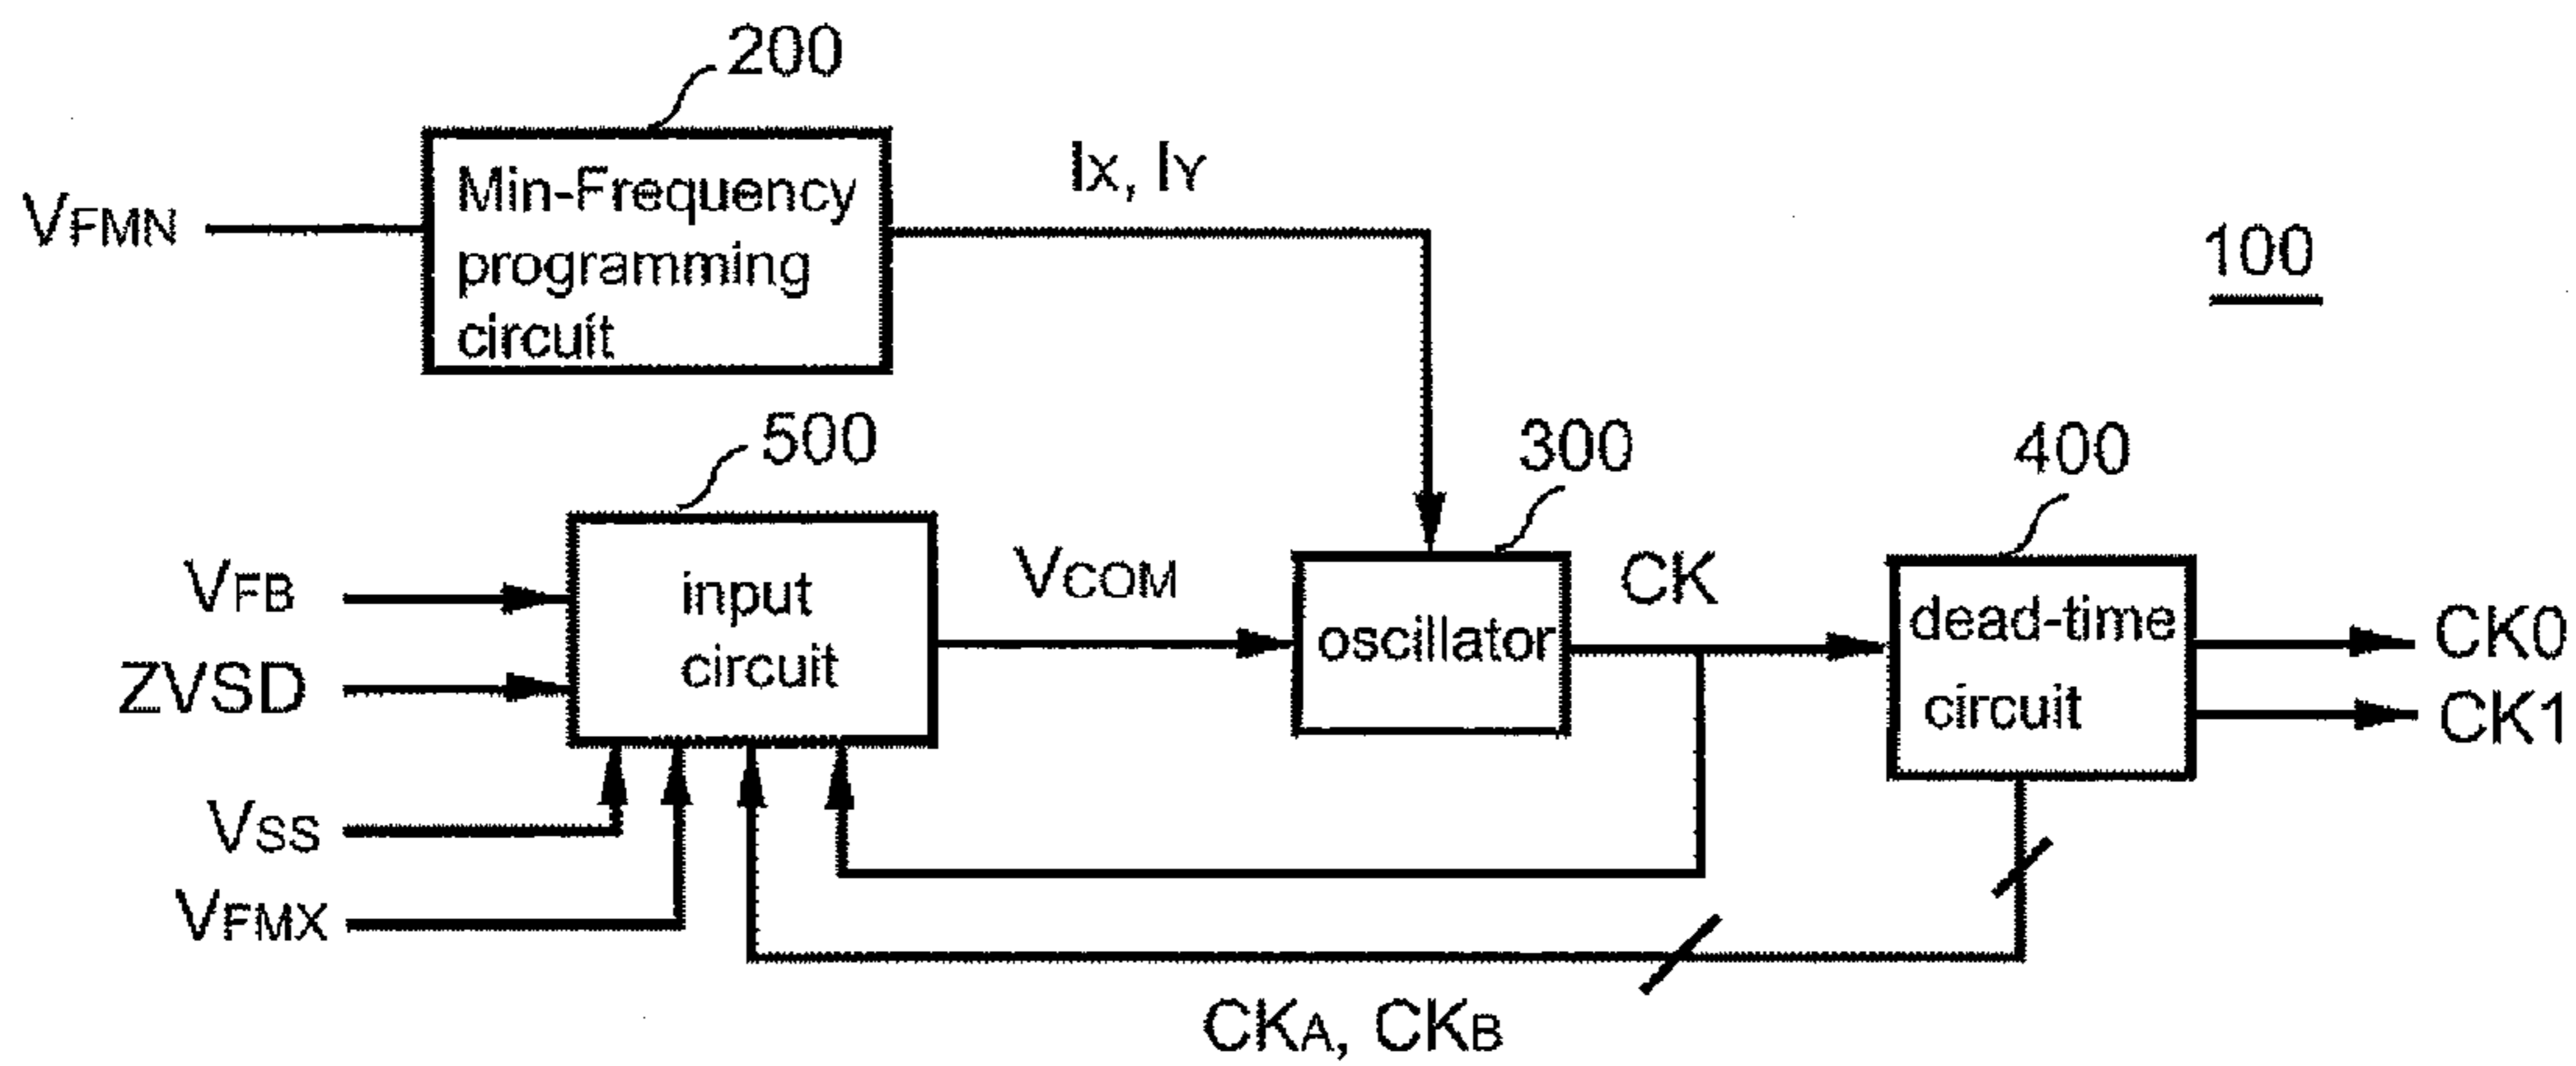 200
Min-Frequency
programming
circuit
VFMN
IX, IY
100
500
300
400
VFB
ZVSD
VSS
VFMX
input
circuit
VCOM
oscillator
CK
dead-time
circuit
CK0
CK1
CKA, CKB